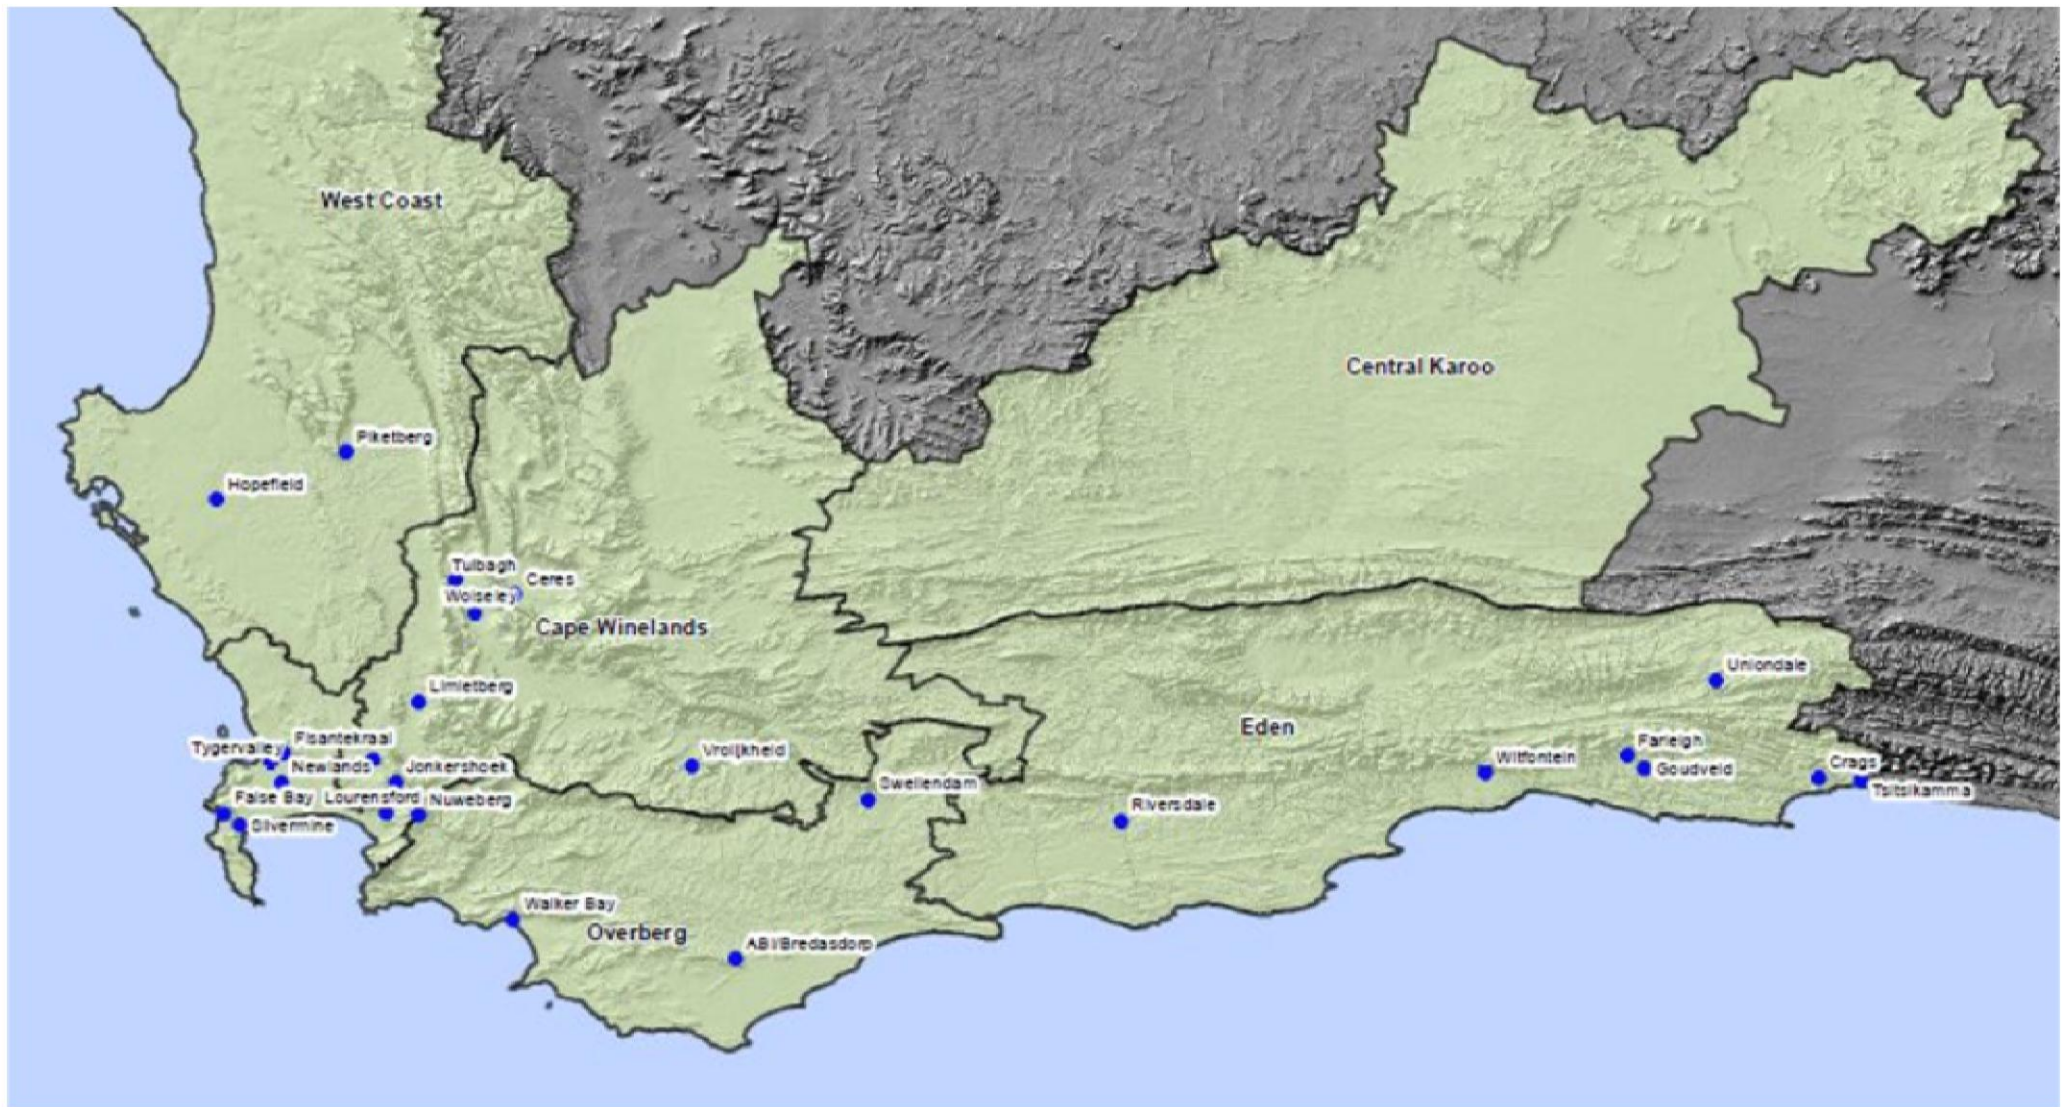 West Coast
Central Karoo
Piketberg
Hopefield
Tulbagh
Ceres
Wolseley
Cape Winelands
Uniondale
Limietberg
Eden
Fisantekraal
Tygervalley
Farleigh
Vrolijkheid
Witfontein
Crags
Newlands
Jonkershoek
Goudveld
Swellendam
Tsitsikamma
False Bay
Lourensford
Nuweberg
Riversdale
Silvermine
Walker Bay
Overberg
ABI/Bredasdorp